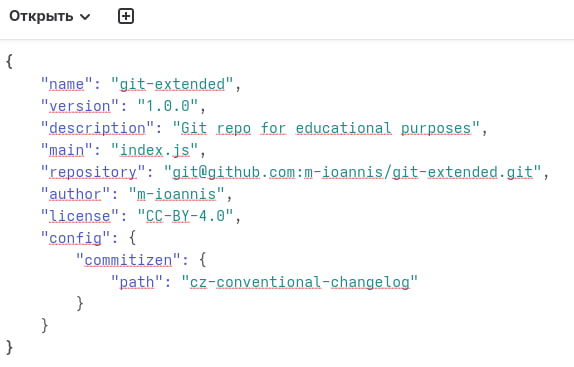 Открыть
{
    "name": "git-extended",
    "version": "1.0.0",
    "description": "Git repo for educational purposes",
    "main": "index.js",
    "repository": "git@github.com:m-ioannis/git-extended.git",
    "author": "m-ioannis",
    "license": "CC-BY-4.0",
    "config": {
        "commitizen": {
            "path": "cz-conventional-changelog"
        }
    }
}